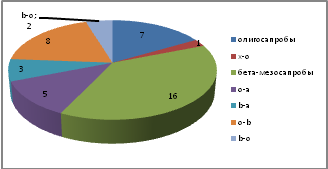 b-o;
2
7
1
8
3
5
16
олигосапробы
х-о
бета-мезосапробы
o-a
b-a
o-b
b-o